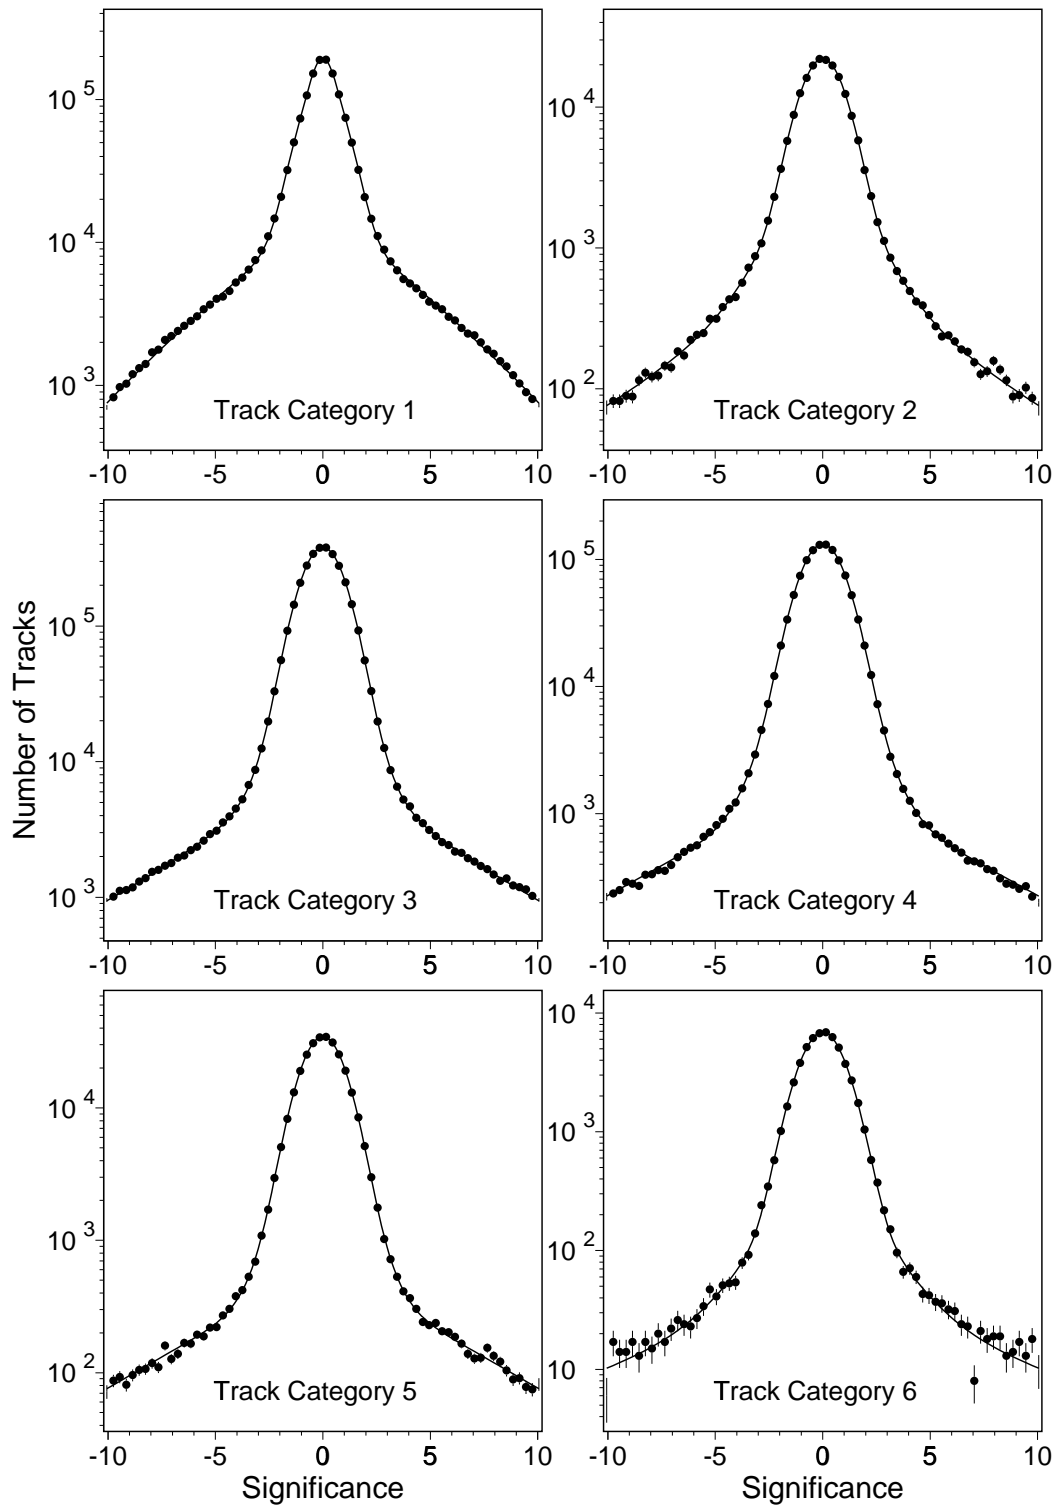 10 5
10 4
10 3
Track Category 1
-10 -5 0 5 10
10 4
10 3
10 2
Track Category 2
-10 -5 0 5 10
Number of Tracks
10 5
10 4
10 3
Track Category 3
-10 -5 0 5 10
10 5
10 4
10 3
Track Category 4
-10 -5 0 5 10
10 4
10 3
10 2
Track Category 5
-10 -5 0 5 10
Significance
10 4
10 3
10 2
10
Track Category 6
-10 -5 0 5 10
Significance